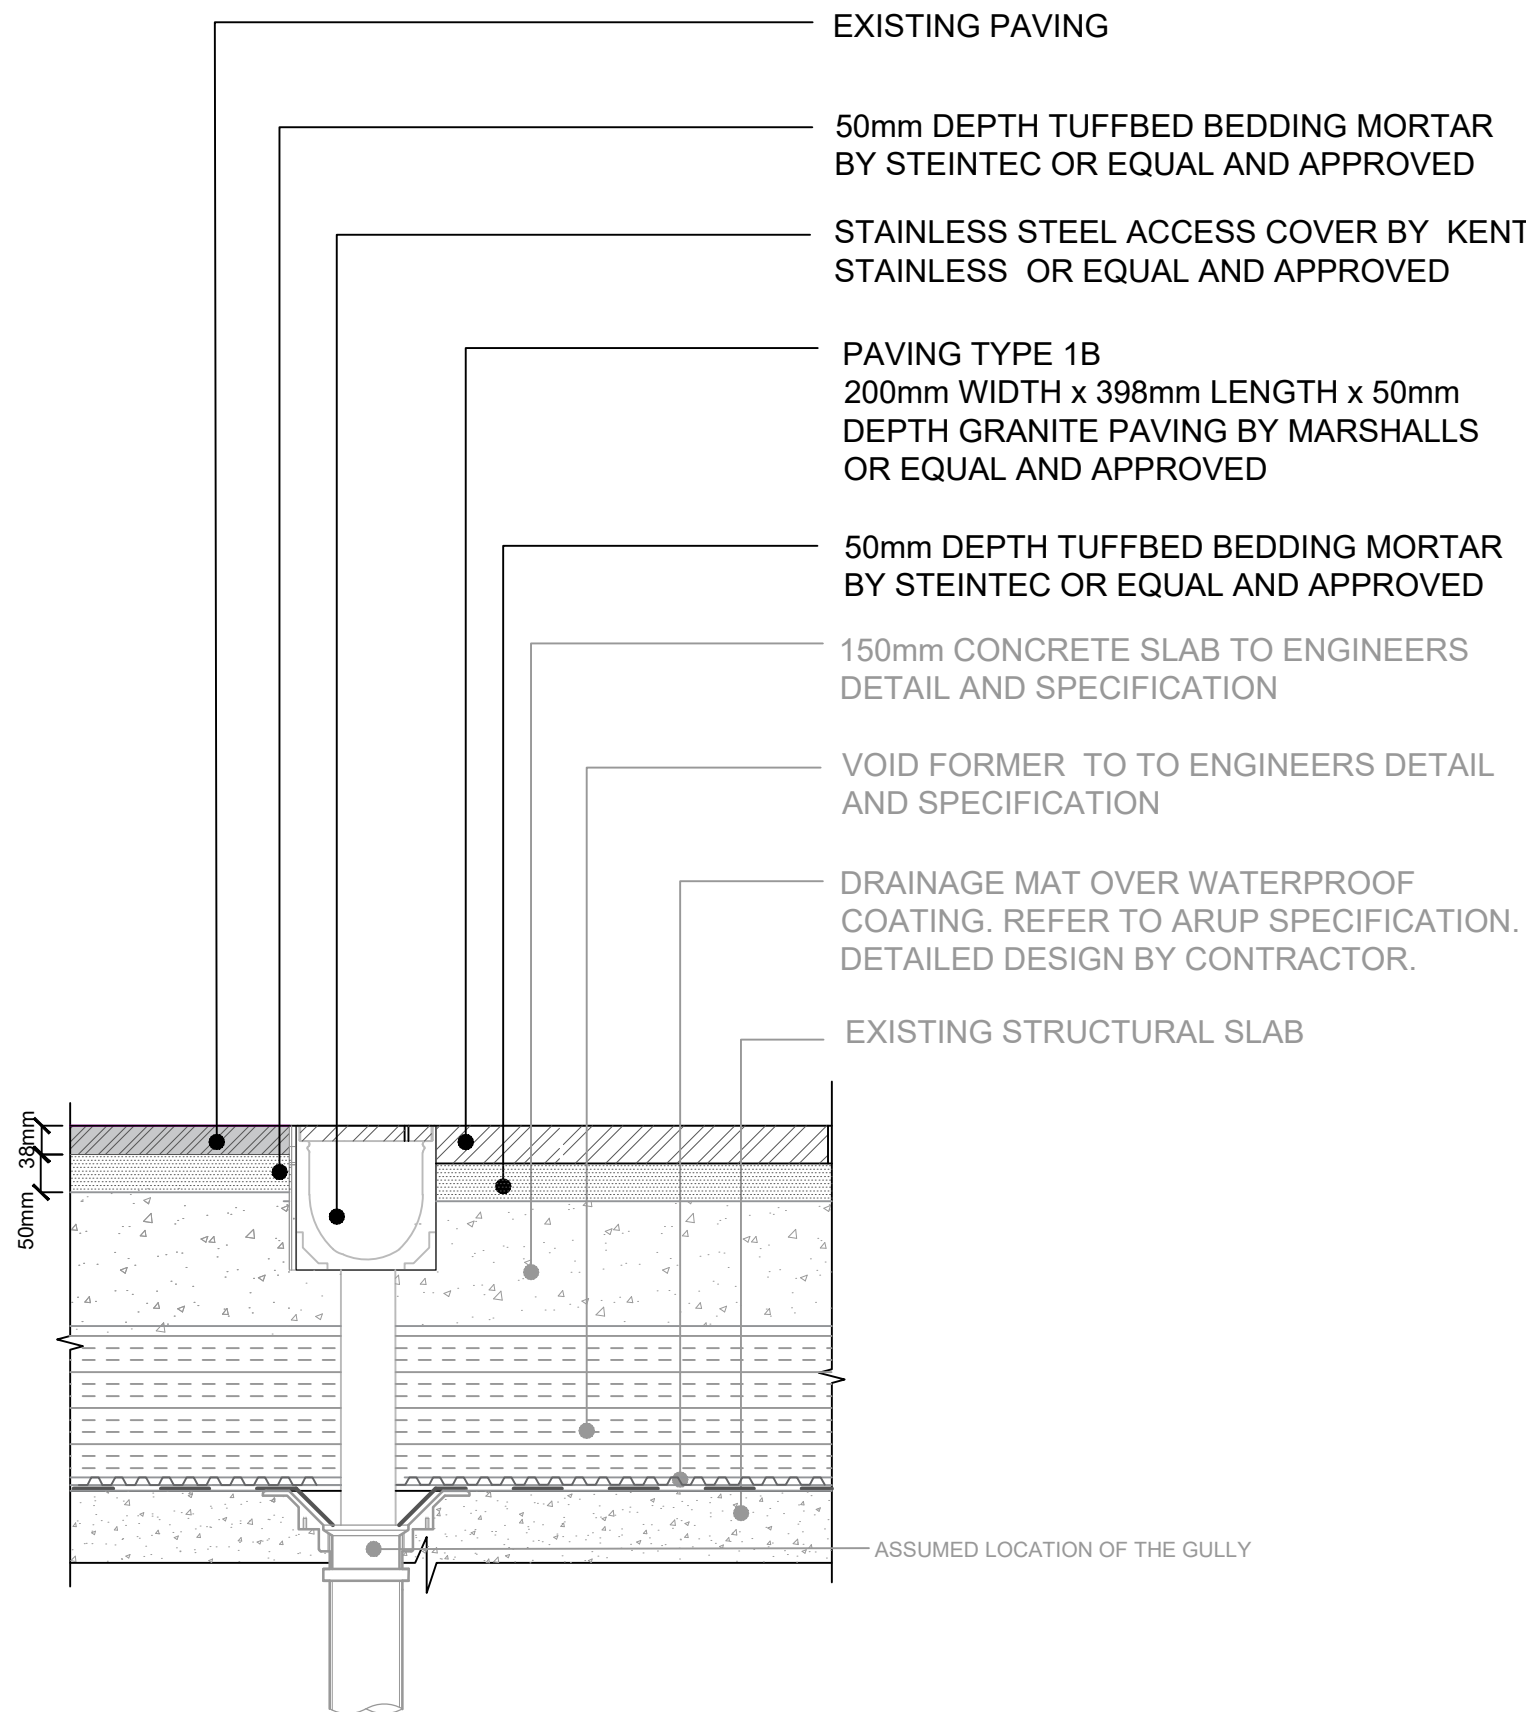 EXISTING PAVING
50mm DEPTH TUFFBED BEDDING MORTAR
BY STEINTEC OR EQUAL AND APPROVED
STAINLESS STEEL ACCESS COVER BY  KENT
STAINLESS  OR EQUAL AND APPROVED
PAVING TYPE 1B
200mm WIDTH x 398mm LENGTH x 50mm
DEPTH GRANITE PAVING BY MARSHALLS
OR EQUAL AND APPROVED
50mm DEPTH TUFFBED BEDDING MORTAR
BY STEINTEC OR EQUAL AND APPROVED
150mm CONCRETE SLAB TO ENGINEERS
DETAIL AND SPECIFICATION
VOID FORMER  TO TO ENGINEERS DETAIL
AND SPECIFICATION
DRAINAGE MAT OVER WATERPROOF
COATING. REFER TO ARUP SPECIFICATION.
DETAILED DESIGN BY CONTRACTOR.
EXISTING STRUCTURAL SLAB
38mm
50mm
ASSUMED LOCATION OF THE GULLY